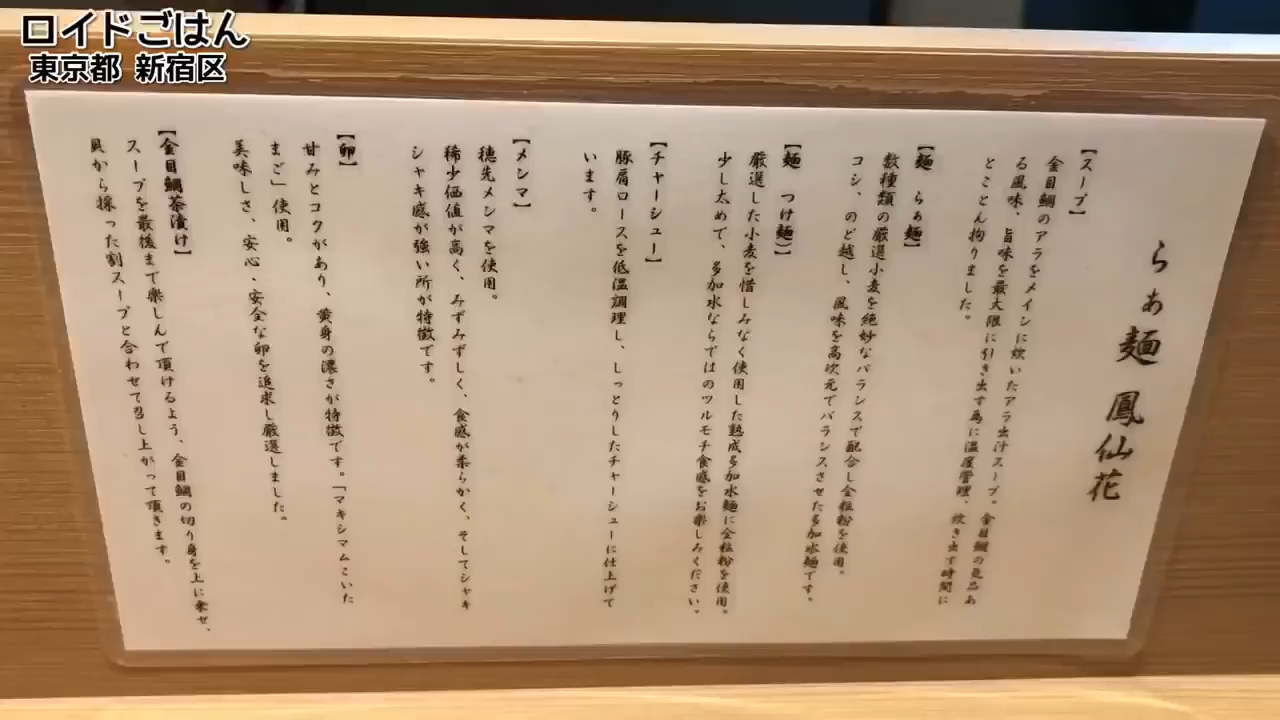 ロイドごはん
東京都 新宿区
らぁ麺 鳳仙花
【スープ】
金目鯛のアラをメインに炊いたアラ出汁スープ。金目鯛の気品あ
る風味、旨味を最大限に引き出す為に温度管理、炊き出す時間に
とことん拘りました。
【麺 らぁ麺】
数種類の厳選小麦を絶妙なバランスで配合し全粒粉を使用。
コシ、のど越し、風味を高次元でバランスさせた多加水麺です。
【麺 つけ麺】
厳選した小麦を惜しみなく使用した熟成多加水麺に全粒粉を使用。
少し太めで、多加水ならではのツルモチ食感をお楽しみください。
【チャーシュー】
豚肩ロースを低温調理し、しっとりしたチャーシューに仕上げて
います。
【メンマ】
穂先メンマを使用。
稀少価値が高く、みずみずしく、食感が柔らかく、そしてシャキ
シャキ感が強い所が特徴です。
【卵】
甘みとコクがあり、黄身の濃さが特徴です。「マキシマムこいた
まご」使用。
美味しさ、安心・安全な卵を追求し厳選しました。
【金目鯛茶漬け】
スープを最後まで楽しんで頂けるよう、金目鯛の切り身を上に乗せ、
貝から採った割スープと合わせて召し上がって頂きます。